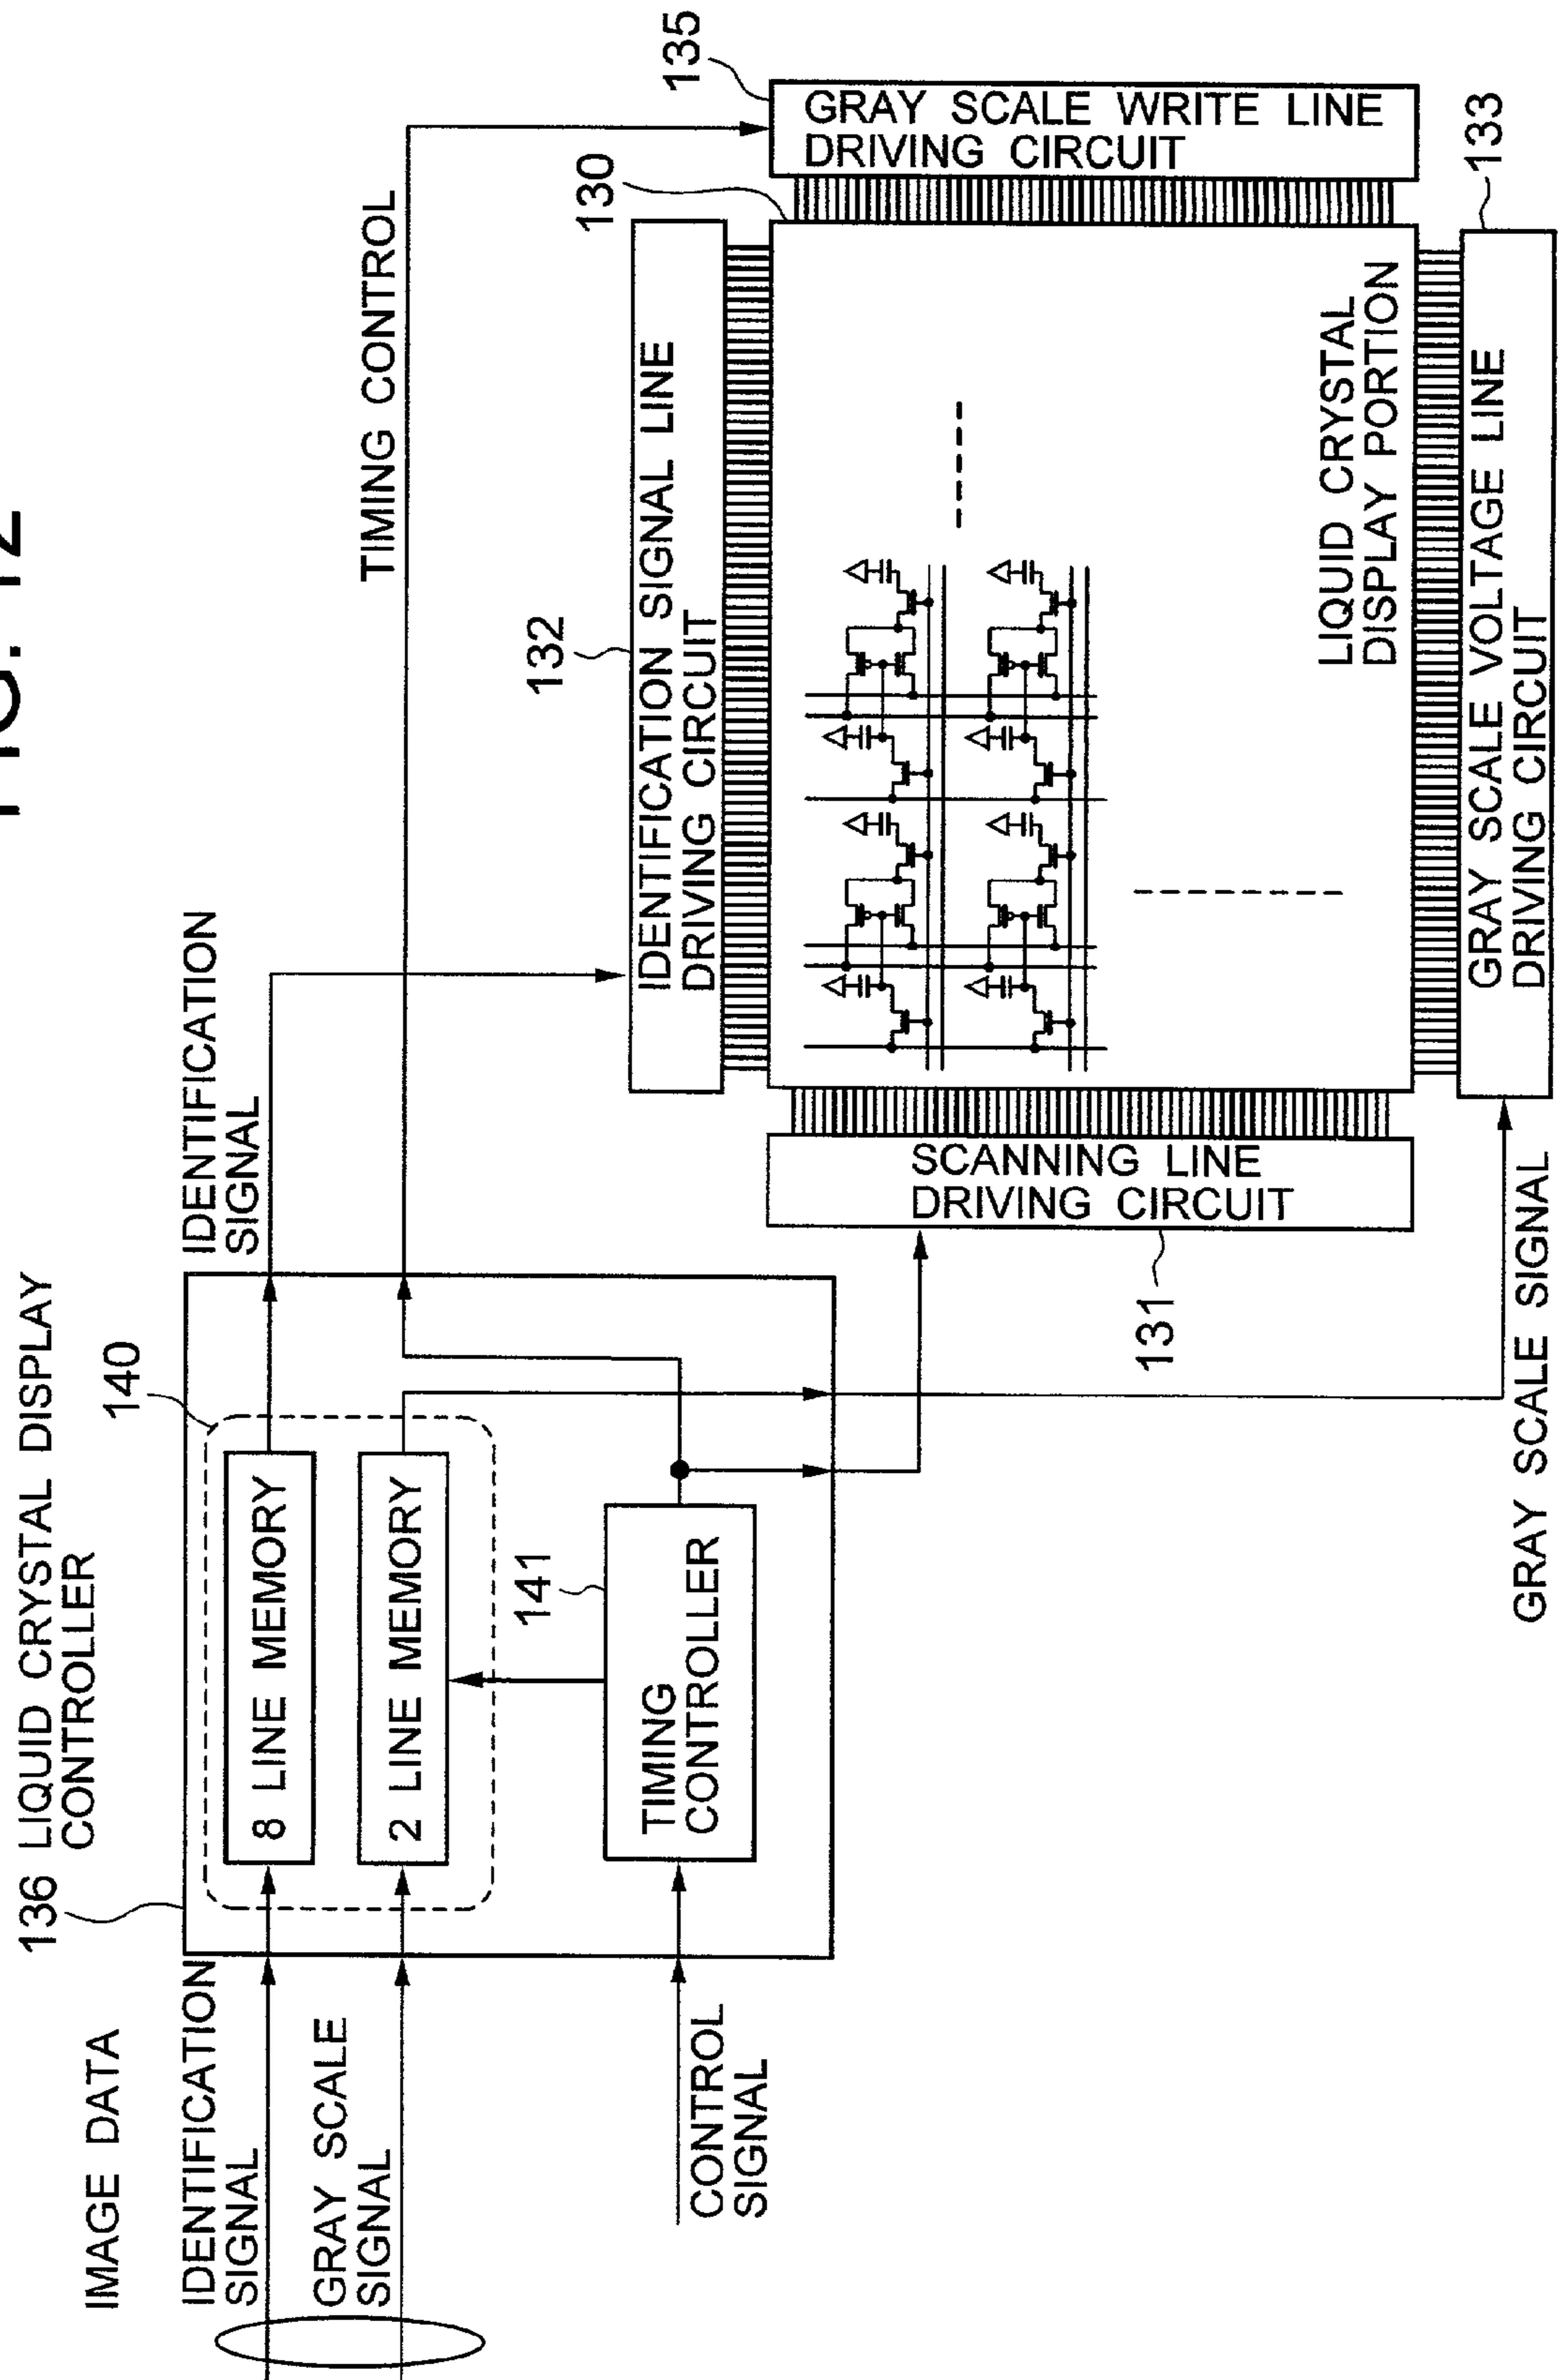 FIG. 12
136 LIQUID CRYSTAL DISPLAY
CONTROLLER
IMAGE DATA
140
IDENTIFICATION
SIGNAL
8 LINE MEMORY
IDENTIFICATION
SIGNAL
GRAY SCALE
SIGNAL
2 LINE MEMORY
TIMING CONTROL
141
CONTROL
SIGNAL
TIMING
CONTROLLER
132
IDENTIFICATION SIGNAL LINE
DRIVING CIRCUIT
130
135
GRAY SCALE WRITE LINE
DRIVING CIRCUIT
SCANNING LINE
DRIVING CIRCUIT
131
LIQUID CRYSTAL
DISPLAY PORTION
133
GRAY SCALE VOLTAGE LINE
DRIVING CIRCUIT
GRAY SCALE SIGNAL